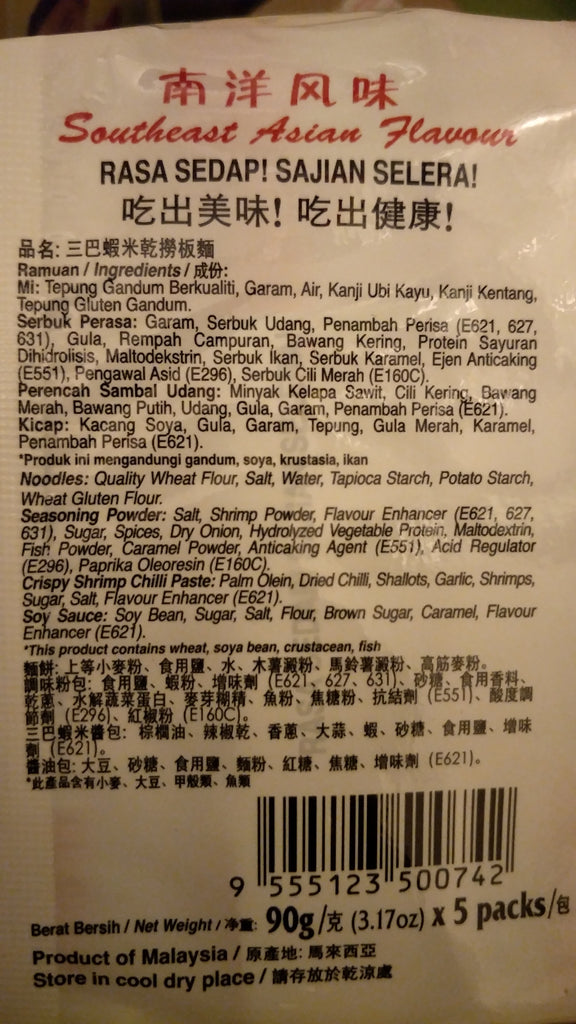 南洋风味
Southeast Asian Flavour
RASA SEDAP! SAJIAN SELERA!
吃出美味! 吃出健康!
品名: 三巴蝦米乾撈板麵
Ramuan / Ingredients / 成份:
Mi: Tepung Gandum Berkualiti, Garam, Air, Kanji Ubi Kayu, Kanji Kentang,
Tepung Gluten Gandum.
Serbuk Perasa: Garam, Serbuk Udang, Penambah Perisa (E621, 627,
631), Gula, Rempah Campuran, Bawang Kering, Protein Sayuran
Dihidrolisis, Maltodekstrin, Serbuk Ikan, Serbuk Karamel, Ejen Anticaking
(E551), Pengawal Asid (E296), Serbuk Cili Merah (E160C).
Perencah Sambal Udang: Minyak Kelapa Sawit, Cili Kering, Bawang
Merah, Bawang Putih, Udang, Gula, Garam, Penambah Perisa (E621).
Kicap: Kacang Soya, Gula, Garam, Tepung, Gula Merah, Karamel,
Penambah Perisa (E621).
*Produk ini mengandungi gandum, soya, krustasia, ikan
Noodles: Quality Wheat Flour, Salt, Water, Tapioca Starch, Potato Starch,
Wheat Gluten Flour.
Seasoning Powder: Salt, Shrimp Powder, Flavour Enhancer (E621, 627,
631), Sugar, Spices, Dry Onion, Hydrolyzed Vegetable Protein, Maltodextrin,
Fish Powder, Caramel Powder, Anticaking Agent (E551), Acid Regulator
(E296), Paprika Oleoresin (E160C).
Crispy Shrimp Chilli Paste: Palm Olein, Dried Chilli, Shallots, Garlic, Shrimps,
Sugar, Salt, Flavour Enhancer (E621).
Soy Sauce: Soy Bean, Sugar, Salt, Flour, Brown Sugar, Caramel, Flavour
Enhancer (E621).
*This product contains wheat, soya bean, crustacean, fish
麵餅: 上等小麥粉、食用鹽、水、木薯澱粉、馬鈴薯澱粉、高筋麥粉。
調味粉包: 食用鹽、蝦粉、增味劑 (E621、627、631)、砂糖、食用香料、
乾蔥、水解蔬菜蛋白、麥芽糊精、魚粉、焦糖粉、抗結劑 (E551)、酸度調
節劑 (E296)、紅椒粉 (E160C)。
三巴蝦米醬包: 棕櫚油、辣椒乾、香蔥、大蒜、蝦、砂糖、食用鹽、增味
劑 (E621)。
醬油包: 大豆、砂糖、食用鹽、麵粉、紅糖、焦糖、增味劑 (E621)。
*此產品含有小麥、大豆、甲殼類、魚類
9 555123 500742
Berat Bersih / Net Weight / 净重: 90g/克 (3.17oz) x 5 packs/包
Product of Malaysia / 原產地: 馬來西亞
Store in cool dry place / 請存放於乾涼處